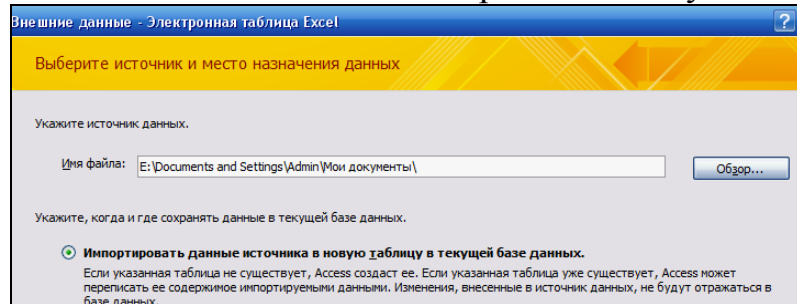 Внешние данные - Электронная таблица Excel
?
Выберите источник и место назначения данных
Укажите источник данных.
Имя файла:
E:\Documents and Settings\Admin\Мои документы\
Обзор...
Укажите, когда и где сохранять данные в текущей базе данных.
Импортировать данные источника в новую таблицу в текущей базе данных.
Если указанная таблица не существует, Access создаст ее. Если указанная таблица уже существует, Access может
переписать ее содержимое импортируемыми данными. Изменения, внесенные в источник данных, не будут отражаться в
базе данных.